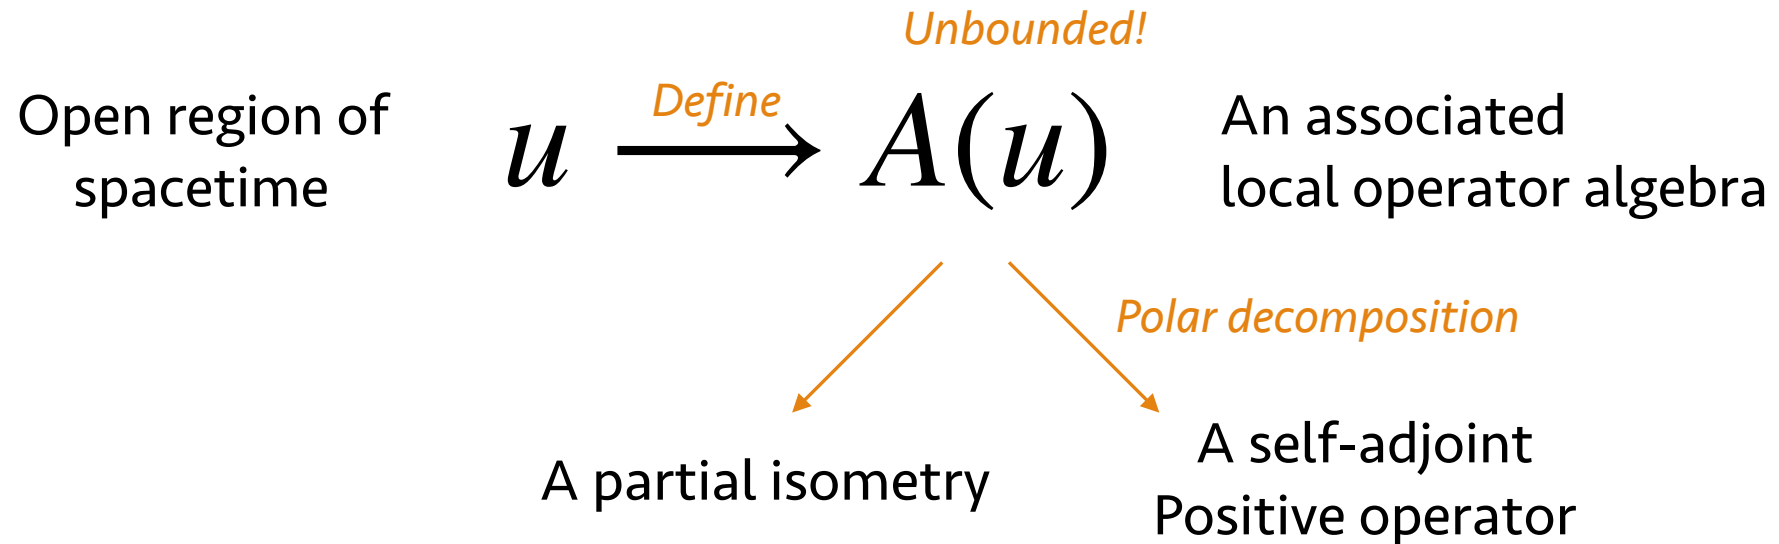 Unbounded!
Open region of
spacetime
u
Define
A(u)
An associated
local operator algebra
Polar decomposition
A partial isometry
A self-adjoint
Positive operator